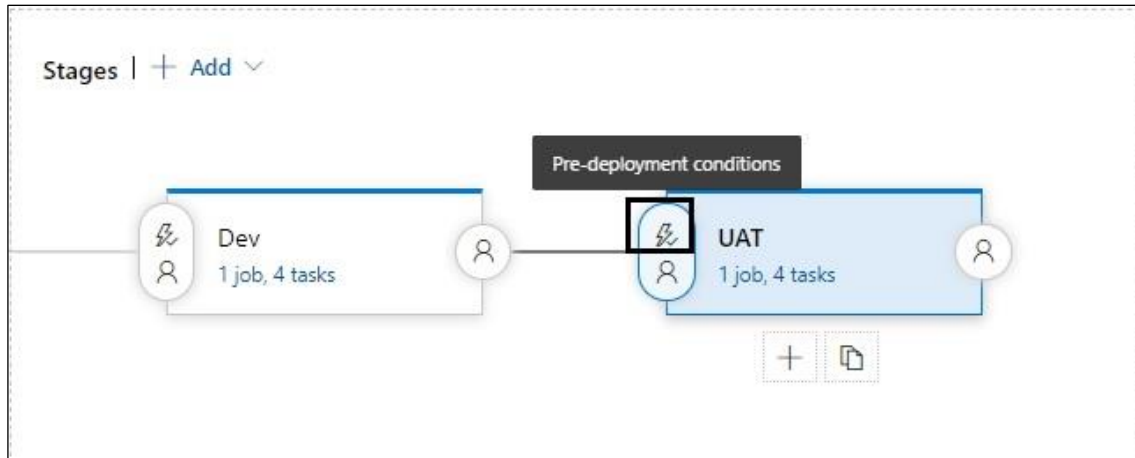 Stages | + Add
Pre-deployment conditions
Dev
1 job, 4 tasks
UAT
1 job, 4 tasks